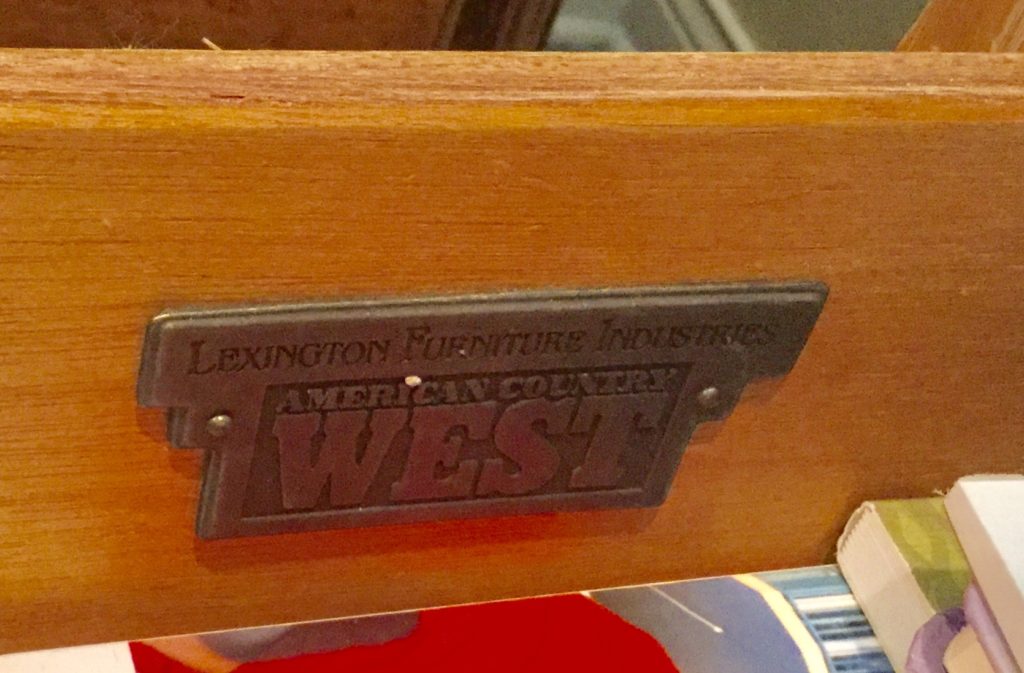 LEXINGTON FURNITURE INDUSTRIES
AMERICAN COUNTRY
WEST